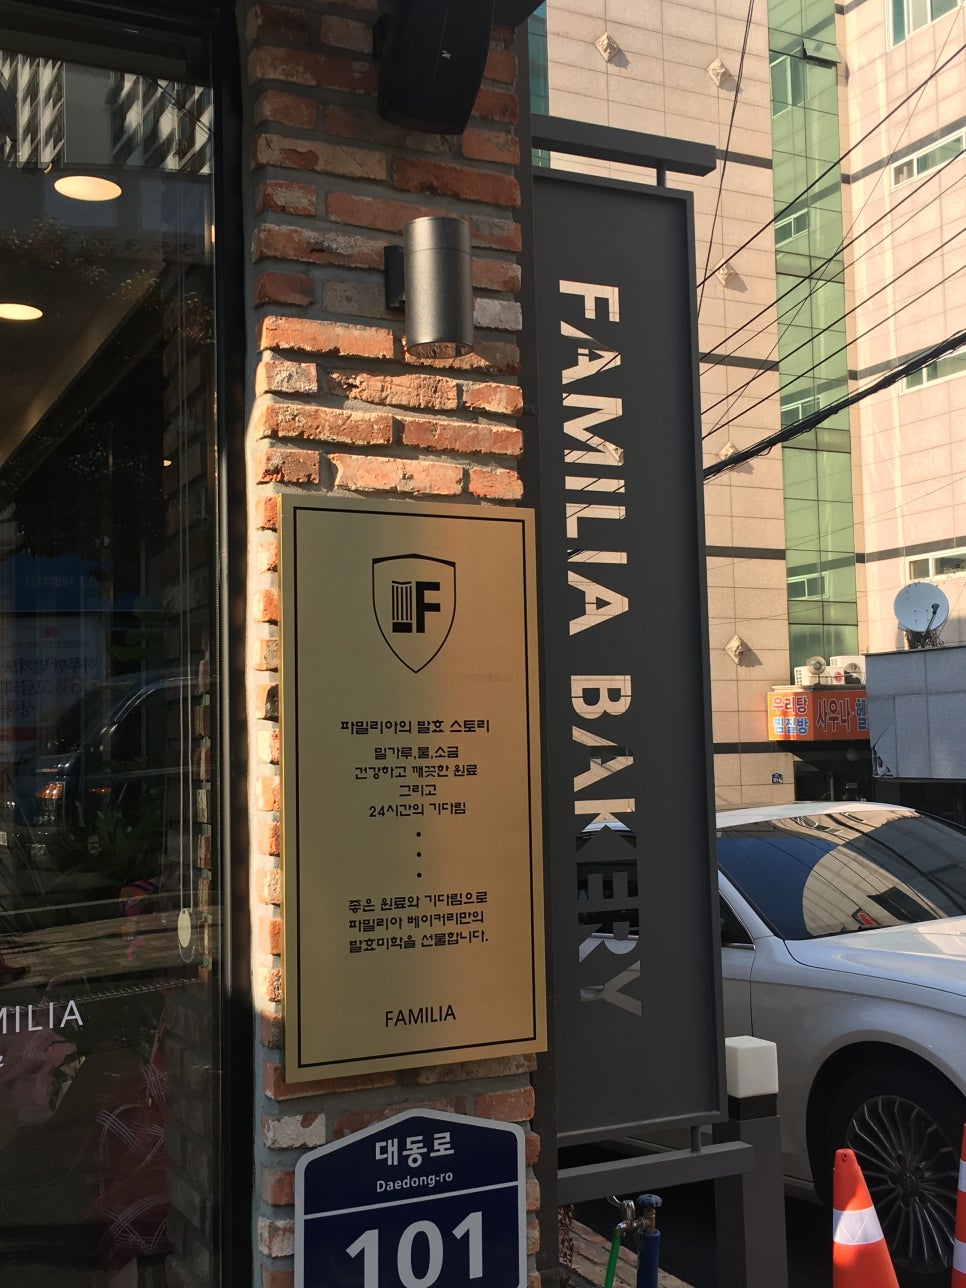 FAMILIA BAKERY
F
파밀리아의 발효 스토리
밀가루,물,소금
건강하고 깨끗한 원료
그리고
24시간의 기다림
좋은 원료와 기다림으로
파밀리아 베이커리만의
발효미학을 선물합니다.
FAMILIA
대동로
Daedong-ro
101
MILIA
우리탕
찜질방
사우나
헬